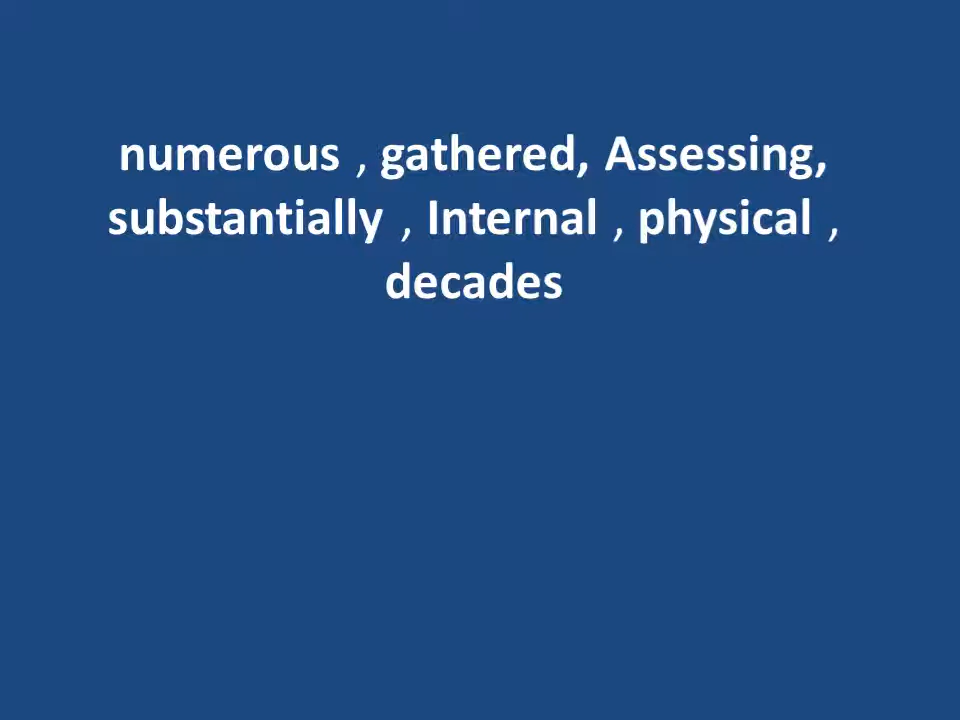 numerous , gathered, Assessing,
substantially , Internal , physical ,
decades